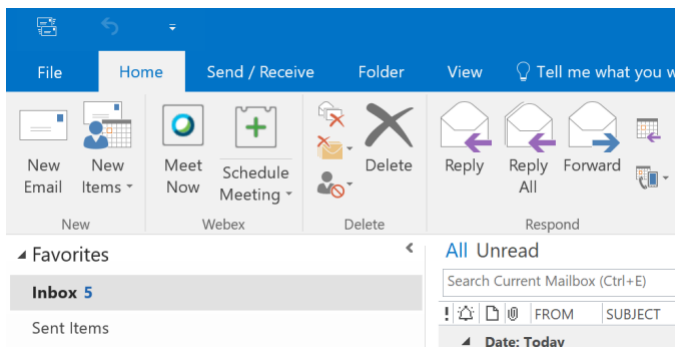 File Home Send / Receive Folder View Tell me what you w
New Email
New Items
Meet Now
Schedule Meeting
Delete
Reply
Reply All
Forward
New Webex Delete Respond
Favorites
Inbox 5
Sent Items
All Unread
Search Current Mailbox (Ctrl+E)
! FROM SUBJECT
Date: Today